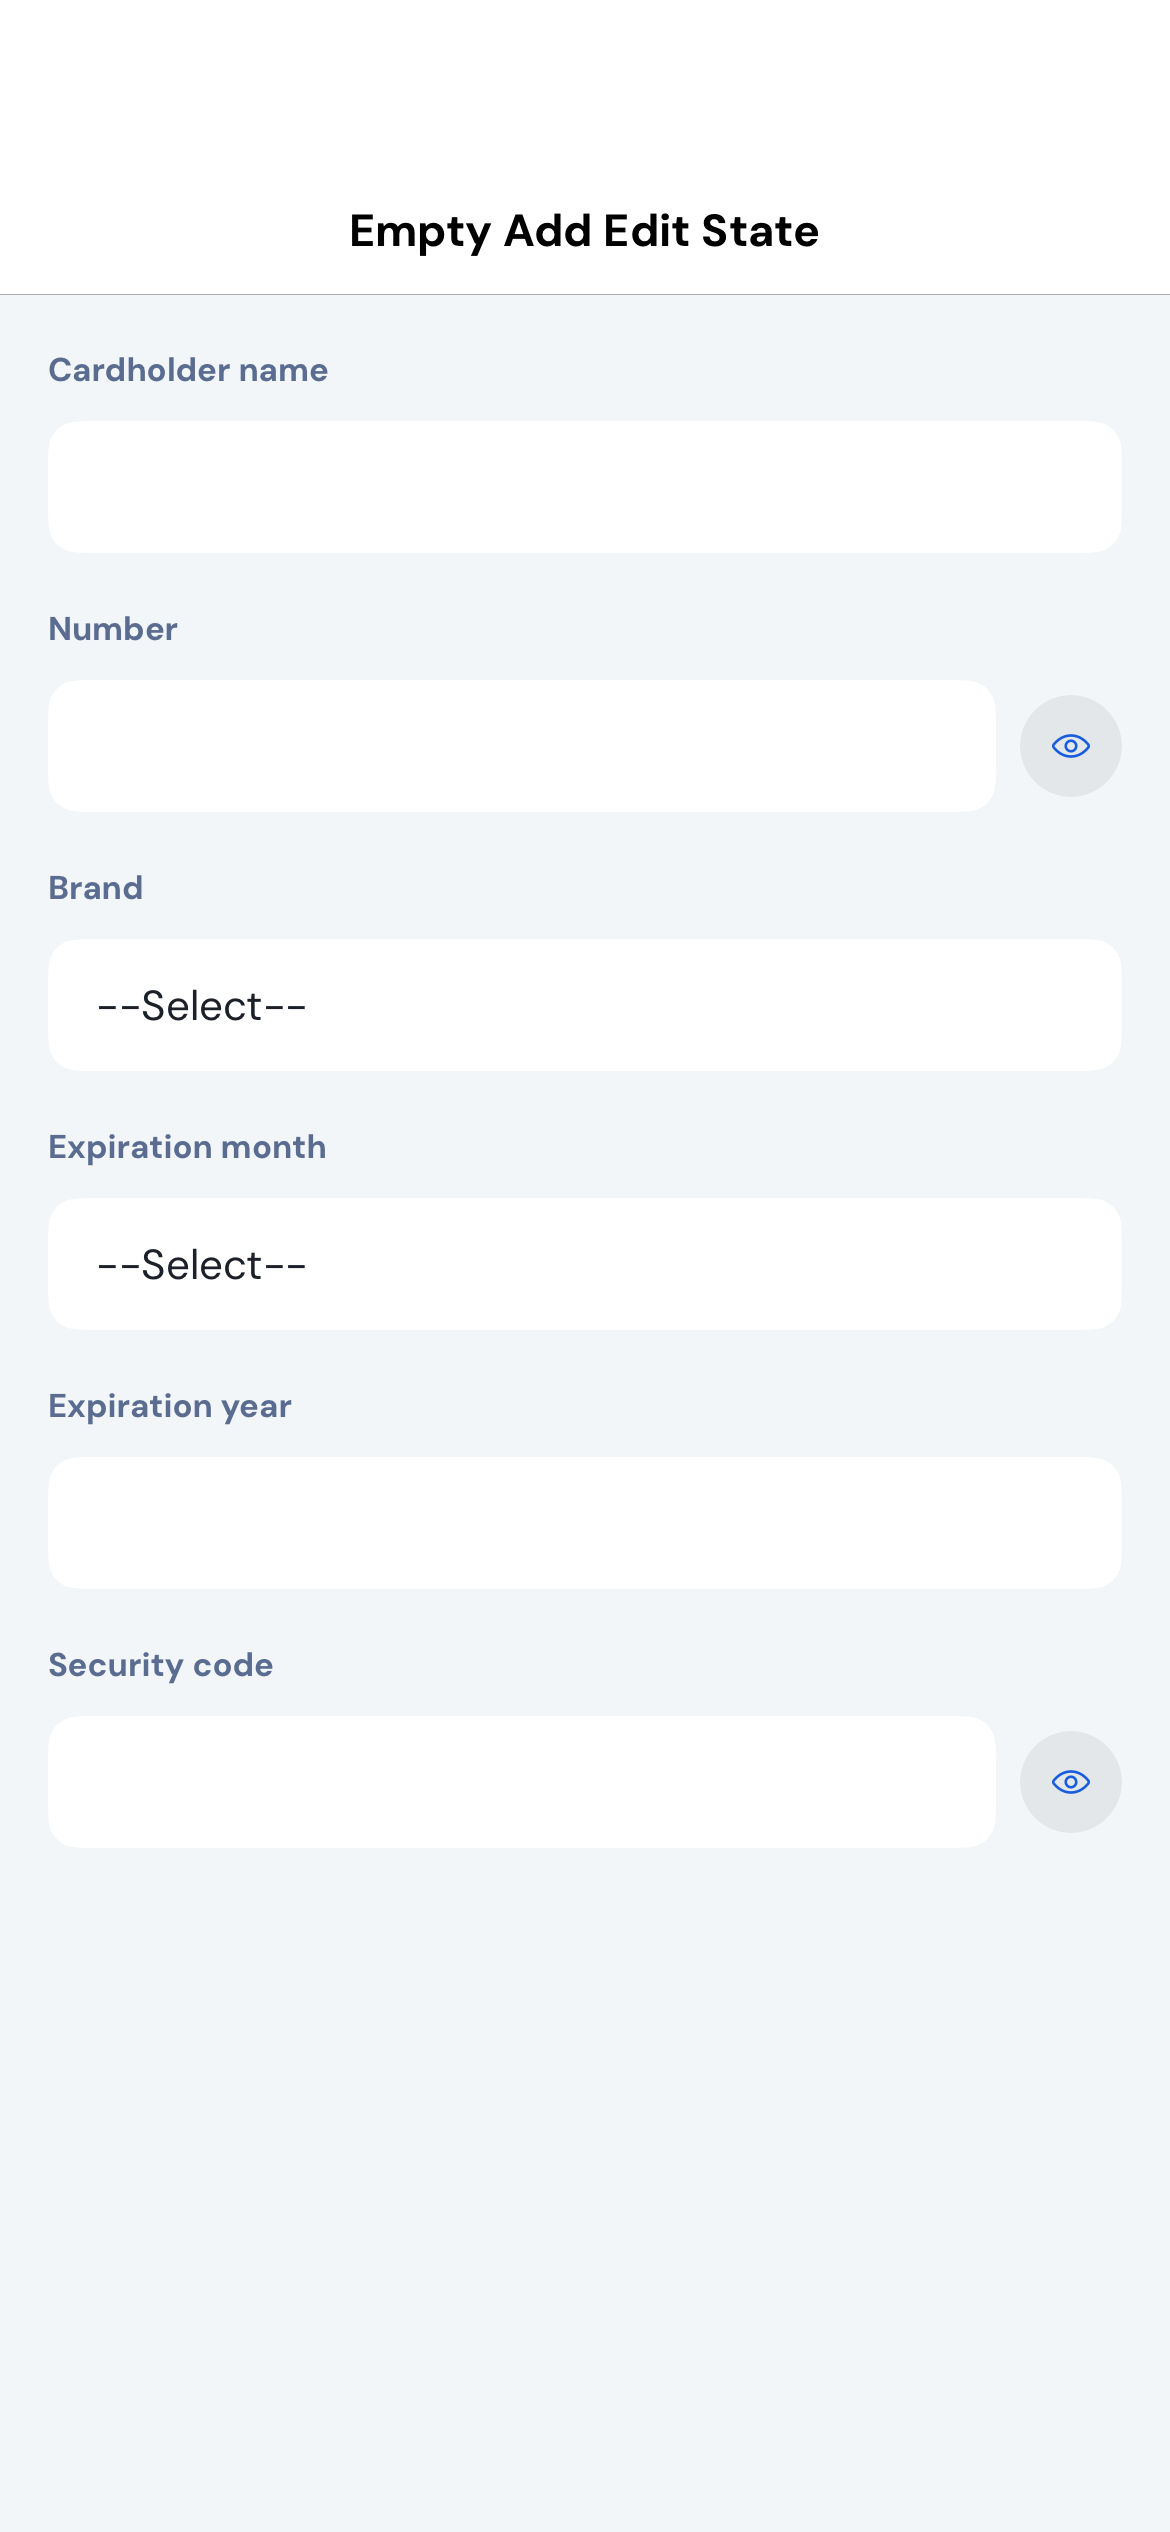 Empty Add Edit State
Cardholder name
Number
Brand
--Select--
Expiration month
--Select--
Expiration year
Security code